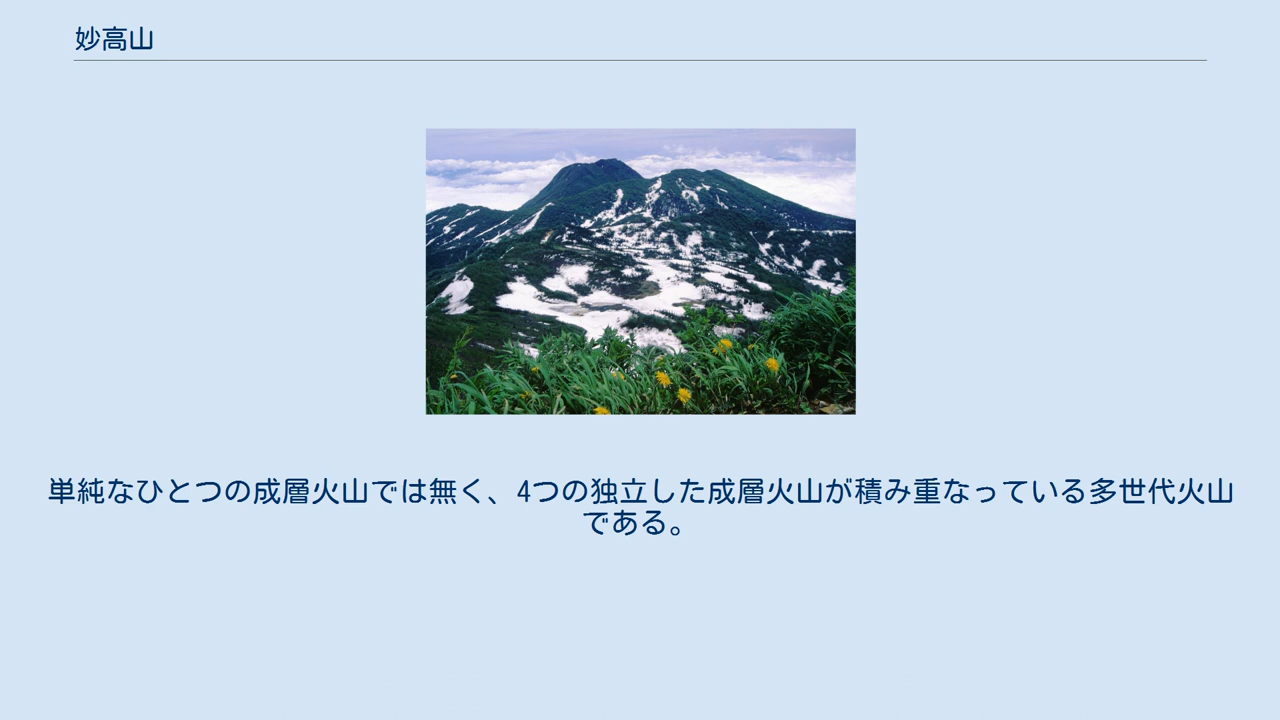 妙高山
単純なひとつの成層火山では無く、4つの独立した成層火山が積み重なっている多世代火山
である。